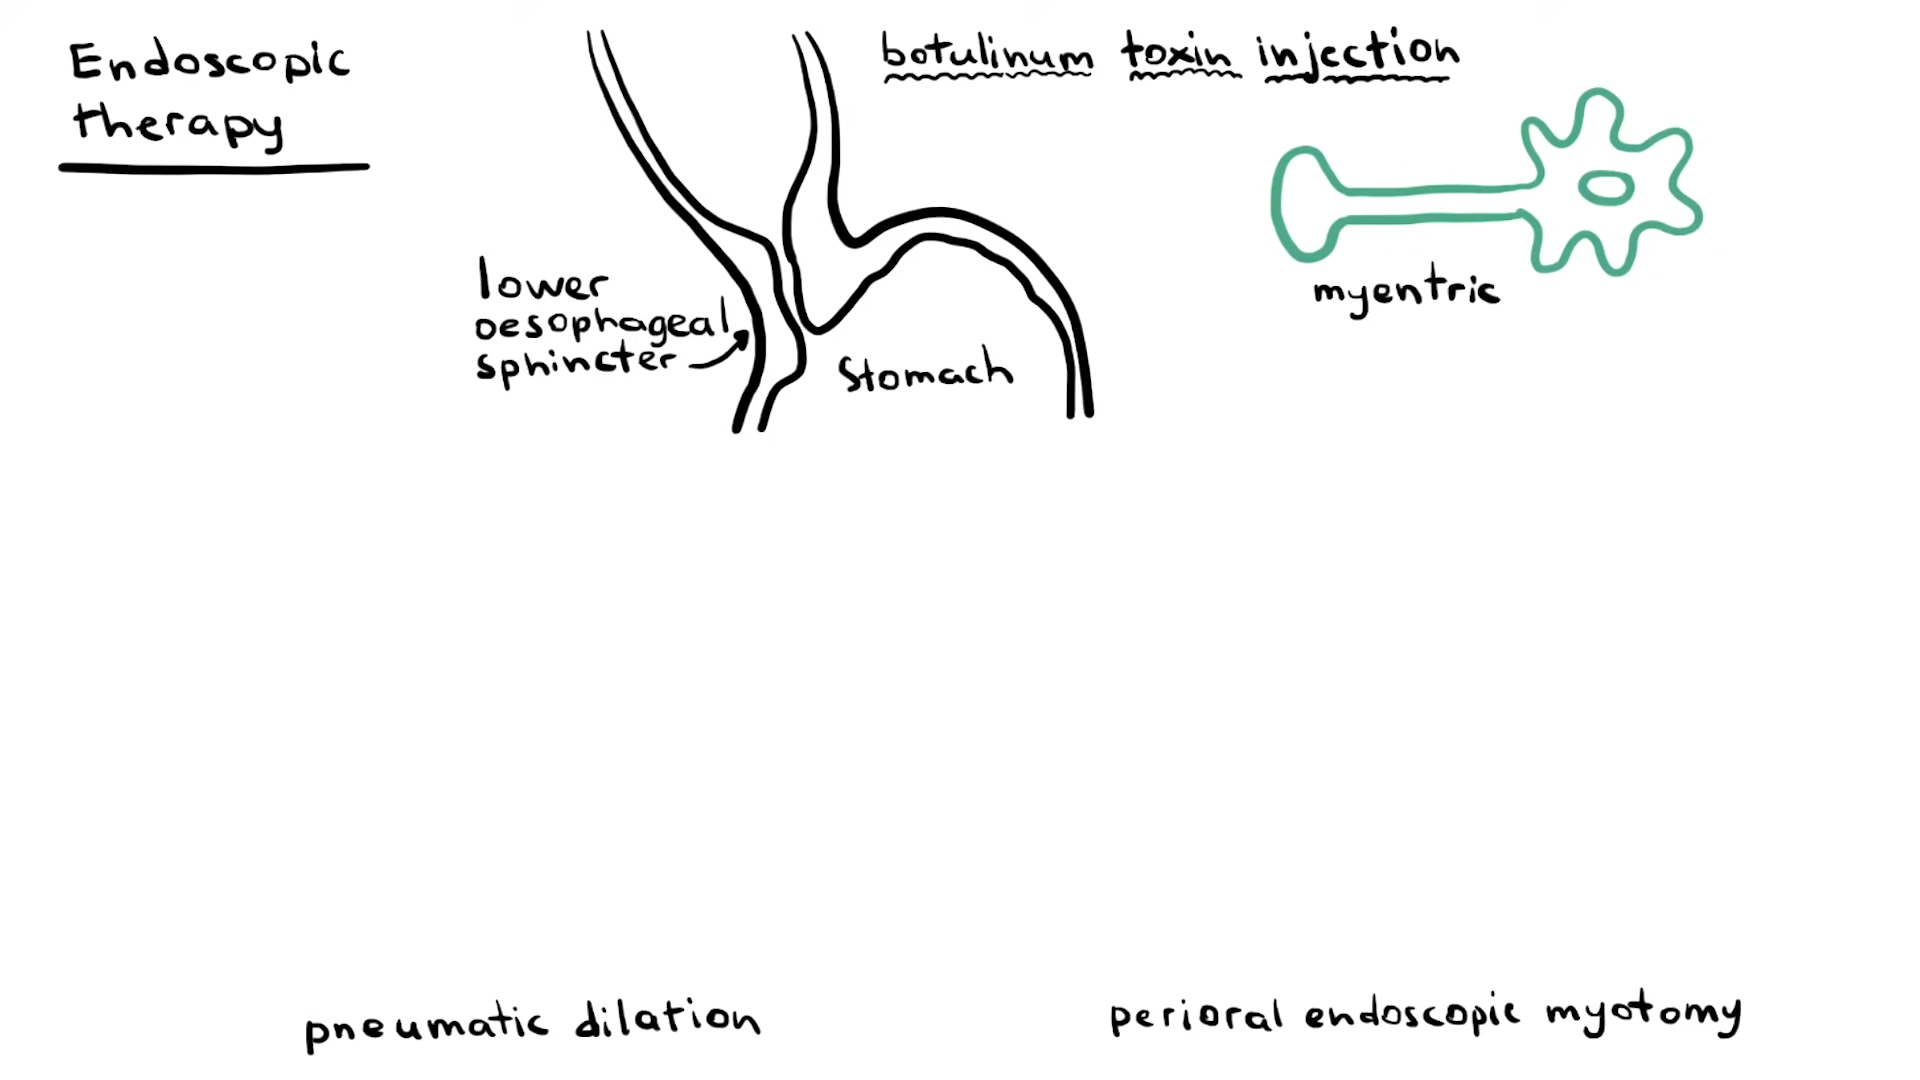 Endoscopic
therapy
botulinum toxin injection
lower
oesophageal
sphincter
Stomach
myentric
pneumatic dilation
perioral endoscopic myotomy